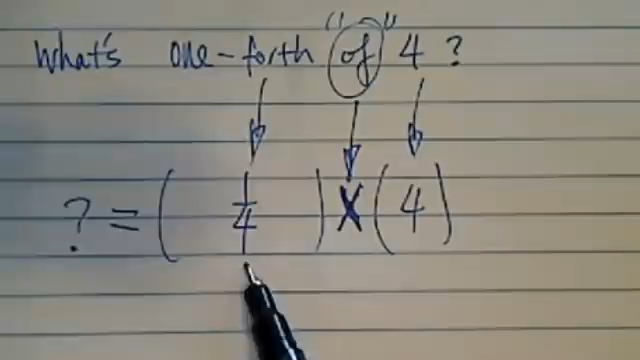 What's one-forth "of" 4 ?
? = ( 1/4 ) X ( 4 )